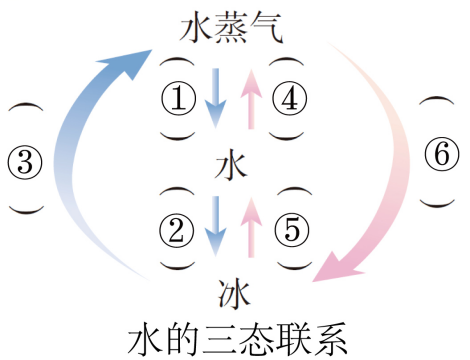 水蒸气
(①) (④)
(③) 水 (⑥)
(②) (⑤)
冰
水的三态联系